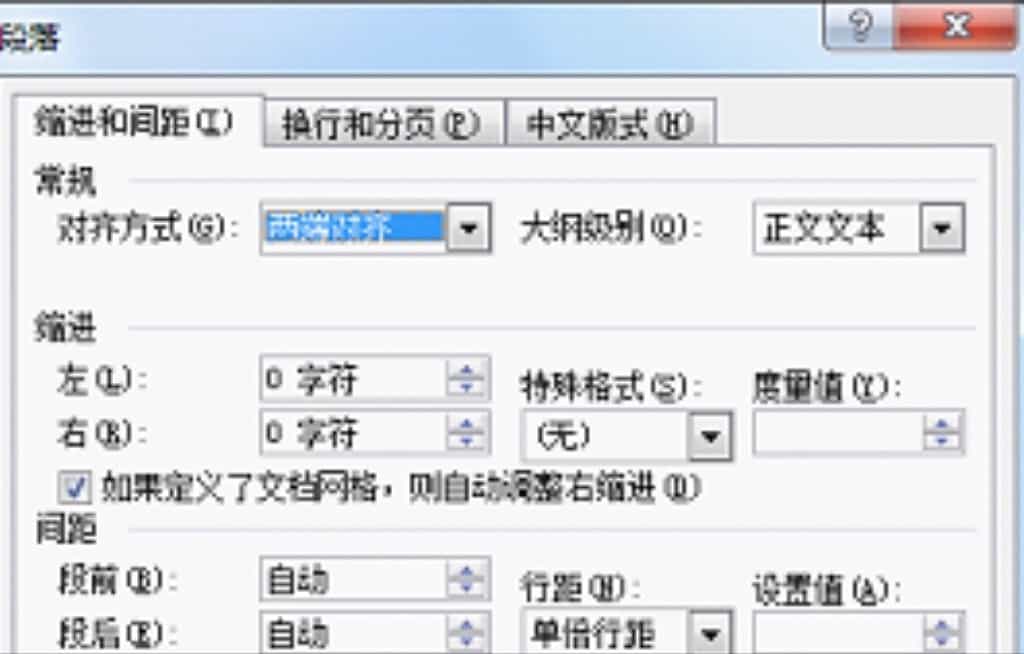 段落
缩进和间距(I) 换行和分页(P) 中文版式(H)
常规
对齐方式(G): 两端对齐 大纲级别(O): 正文文本
缩进
左(L): 0 字符 特殊格式(S): 度量值(Y):
右(R): 0 字符 (无)
如果定义了文档网格，则自动调整右缩进(D)
间距
段前(B): 自动 行距(N): 设置值(A):
段后(F): 自动 单倍行距